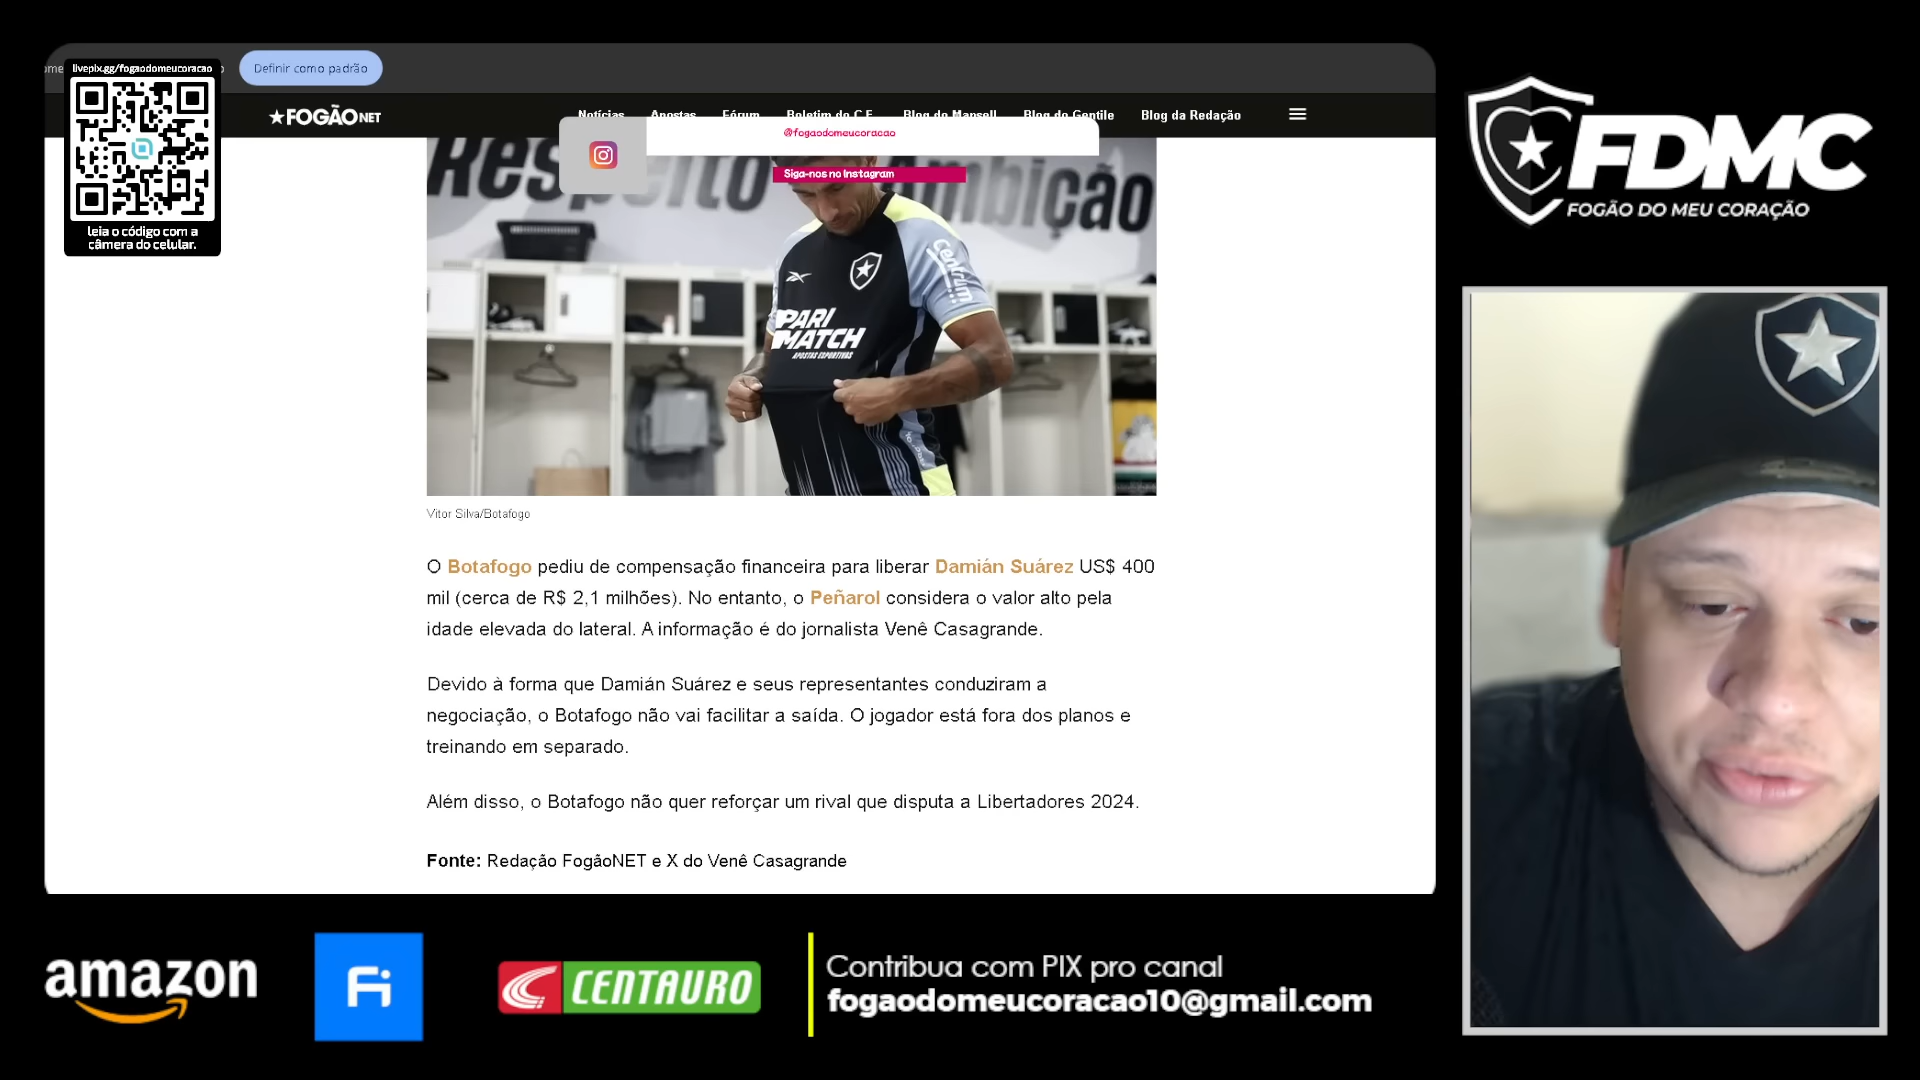 livepix.gg/fogaodomeucoracao
leia o código com a
câmera do celular.
Definir como padrão
FOGÃONET
Notícias Apostas Fórum Boletim do C.E. Blog do Mansell Blog do Gentile Blog da Redação
@fogaodomeucoracao
Siga-nos no Instagram
Respeito Ambição
Centrum
PARI
MATCH
APOSTAS ESPORTIVAS
Vitor Silva/Botafogo
O Botafogo pediu de compensação financeira para liberar Damián Suárez US$ 400
mil (cerca de R$ 2,1 milhões). No entanto, o Peñarol considera o valor alto pela
idade elevada do lateral. A informação é do jornalista Venê Casagrande.
Devido à forma que Damián Suárez e seus representantes conduziram a
negociação, o Botafogo não vai facilitar a saída. O jogador está fora dos planos e
treinando em separado.
Além disso, o Botafogo não quer reforçar um rival que disputa a Libertadores 2024.
Fonte: Redação FogãoNET e X do Venê Casagrande
FDMC
FOGÃO DO MEU CORAÇÃO
amazon
Fi
CENTAURO
Contribua com PIX pro canal
fogaodomeucoracao10@gmail.com